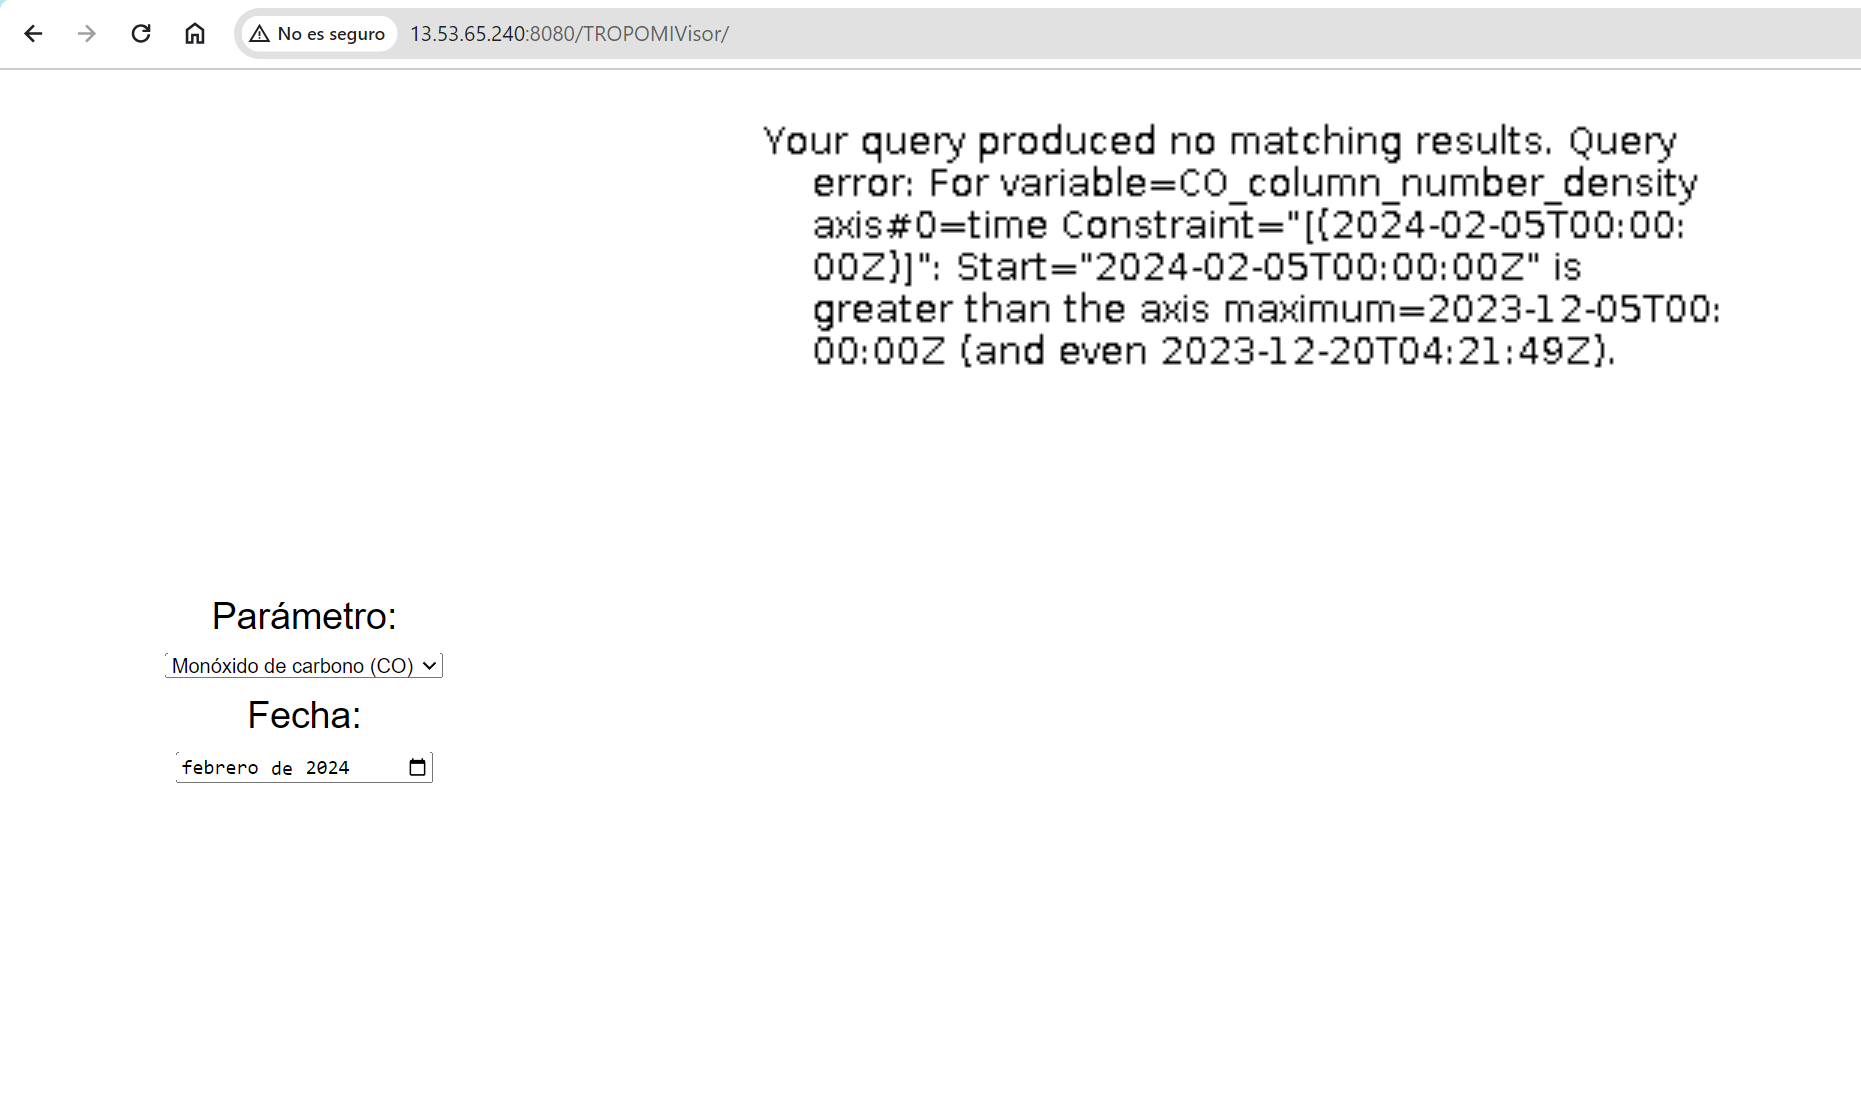 No es seguro 13.53.65.240:8080/TROPOMIVisor/
Your query produced no matching results. Query
error: For variable=CO_column_number_density
axis#0=time Constraint="[(2024-02-05T00:00:
00Z)]": Start="2024-02-05T00:00:00Z" is
greater than the axis maximum=2023-12-05T00:
00:00Z (and even 2023-12-20T04:21:49Z).
Parámetro:
Monóxido de carbono (CO)
Fecha:
febrero de 2024